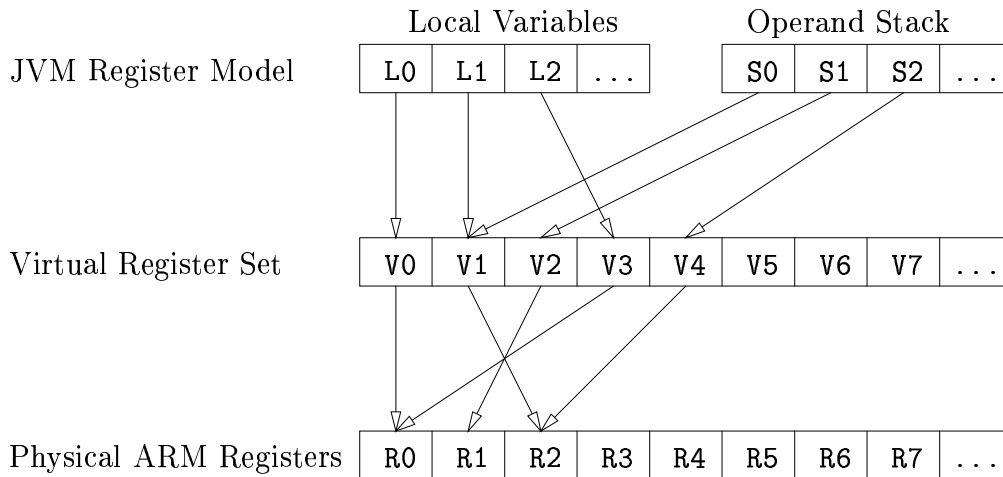 Local Variables Operand Stack
JVM Register Model L0 L1 L2 ... S0 S1 S2 ...
Virtual Register Set V0 V1 V2 V3 V4 V5 V6 V7 ...
Physical ARM Registers R0 R1 R2 R3 R4 R5 R6 R7 ...